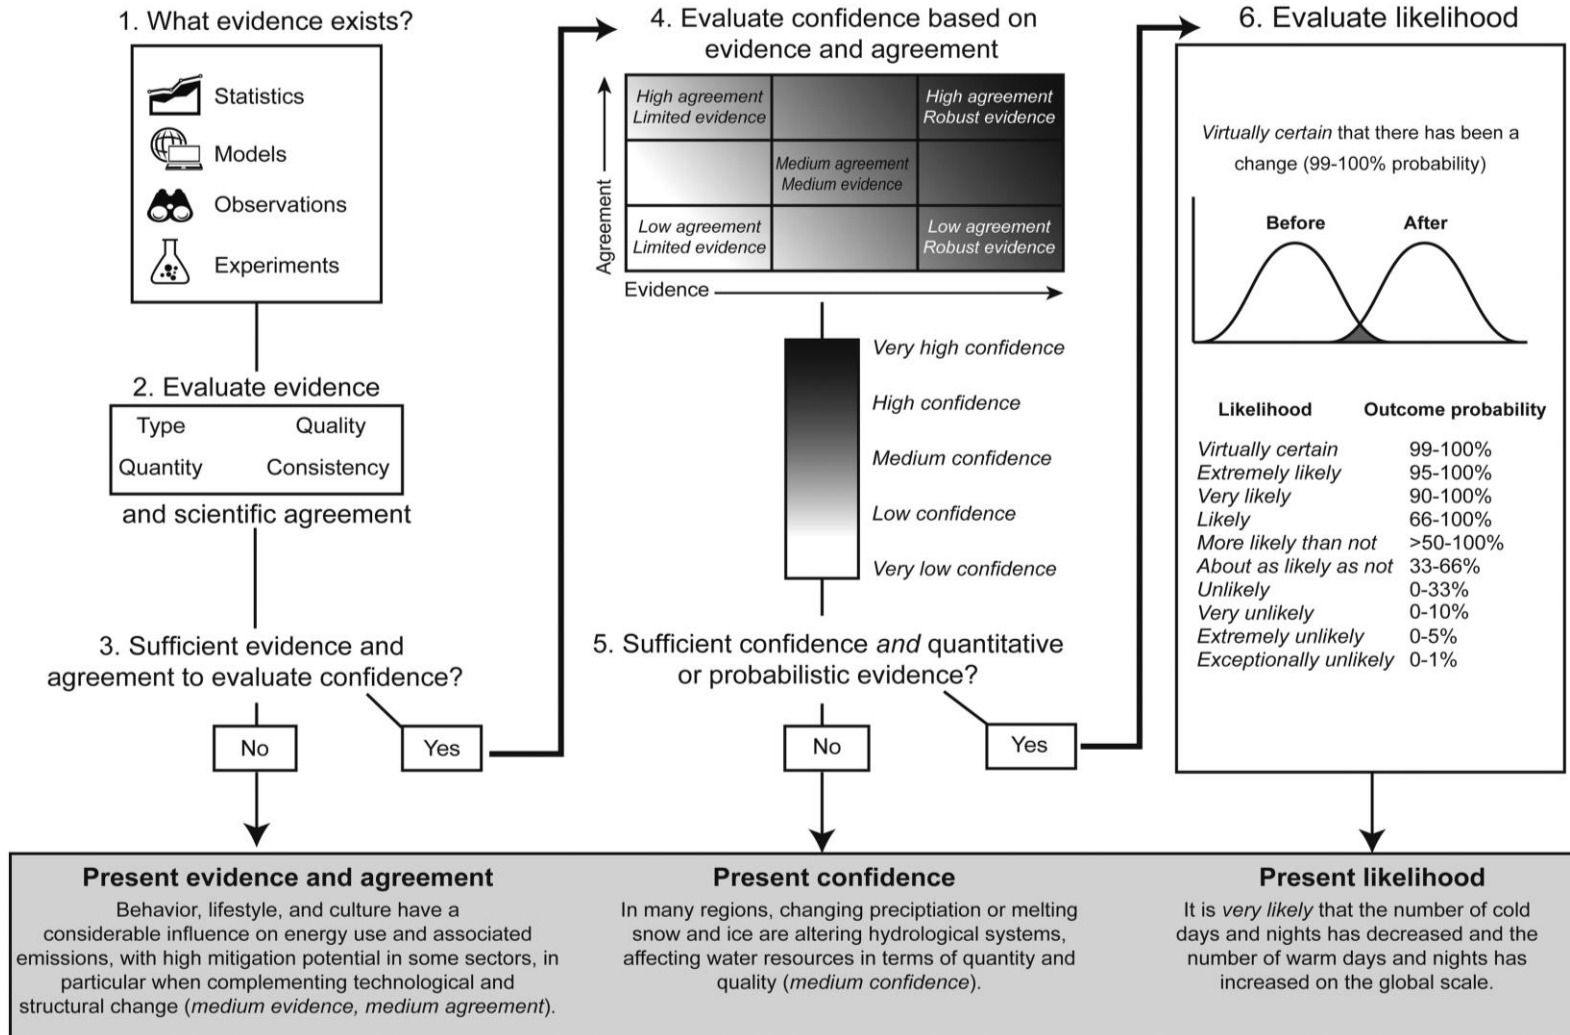 1. What evidence exists?
Statistics
Models
Observations
Experiments
2. Evaluate evidence
Type Quality
Quantity Consistency
and scientific agreement
3. Sufficient evidence and
agreement to evaluate confidence?
No
Yes
4. Evaluate confidence based on
evidence and agreement
Agreement
High agreement
Limited evidence
High agreement
Robust evidence
Medium agreement
Medium evidence
Low agreement
Limited evidence
Low agreement
Robust evidence
Evidence
Very high confidence
High confidence
Medium confidence
Low confidence
Very low confidence
5. Sufficient confidence and quantitative
or probabilistic evidence?
No
Yes
6. Evaluate likelihood
Virtually certain that there has been a
change (99-100% probability)
Before After
Likelihood Outcome probability
Virtually certain 99-100%
Extremely likely 95-100%
Very likely 90-100%
Likely 66-100%
More likely than not >50-100%
About as likely as not 33-66%
Unlikely 0-33%
Very unlikely 0-10%
Extremely unlikely 0-5%
Exceptionally unlikely 0-1%
Present evidence and agreement
Behavior, lifestyle, and culture have a
considerable influence on energy use and associated
emissions, with high mitigation potential in some sectors, in
particular when complementing technological and
structural change (medium evidence, medium agreement).
Present confidence
In many regions, changing preciptiation or melting
snow and ice are altering hydrological systems,
affecting water resources in terms of quantity and
quality (medium confidence).
Present likelihood
It is very likely that the number of cold
days and nights has decreased and the
number of warm days and nights has
increased on the global scale.